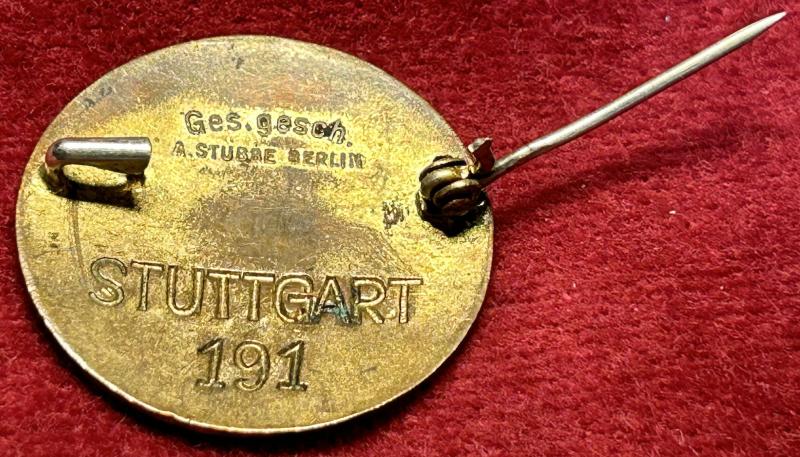 Ges. gesch.
A. STUBBE BERLIN
STUTTGART
191